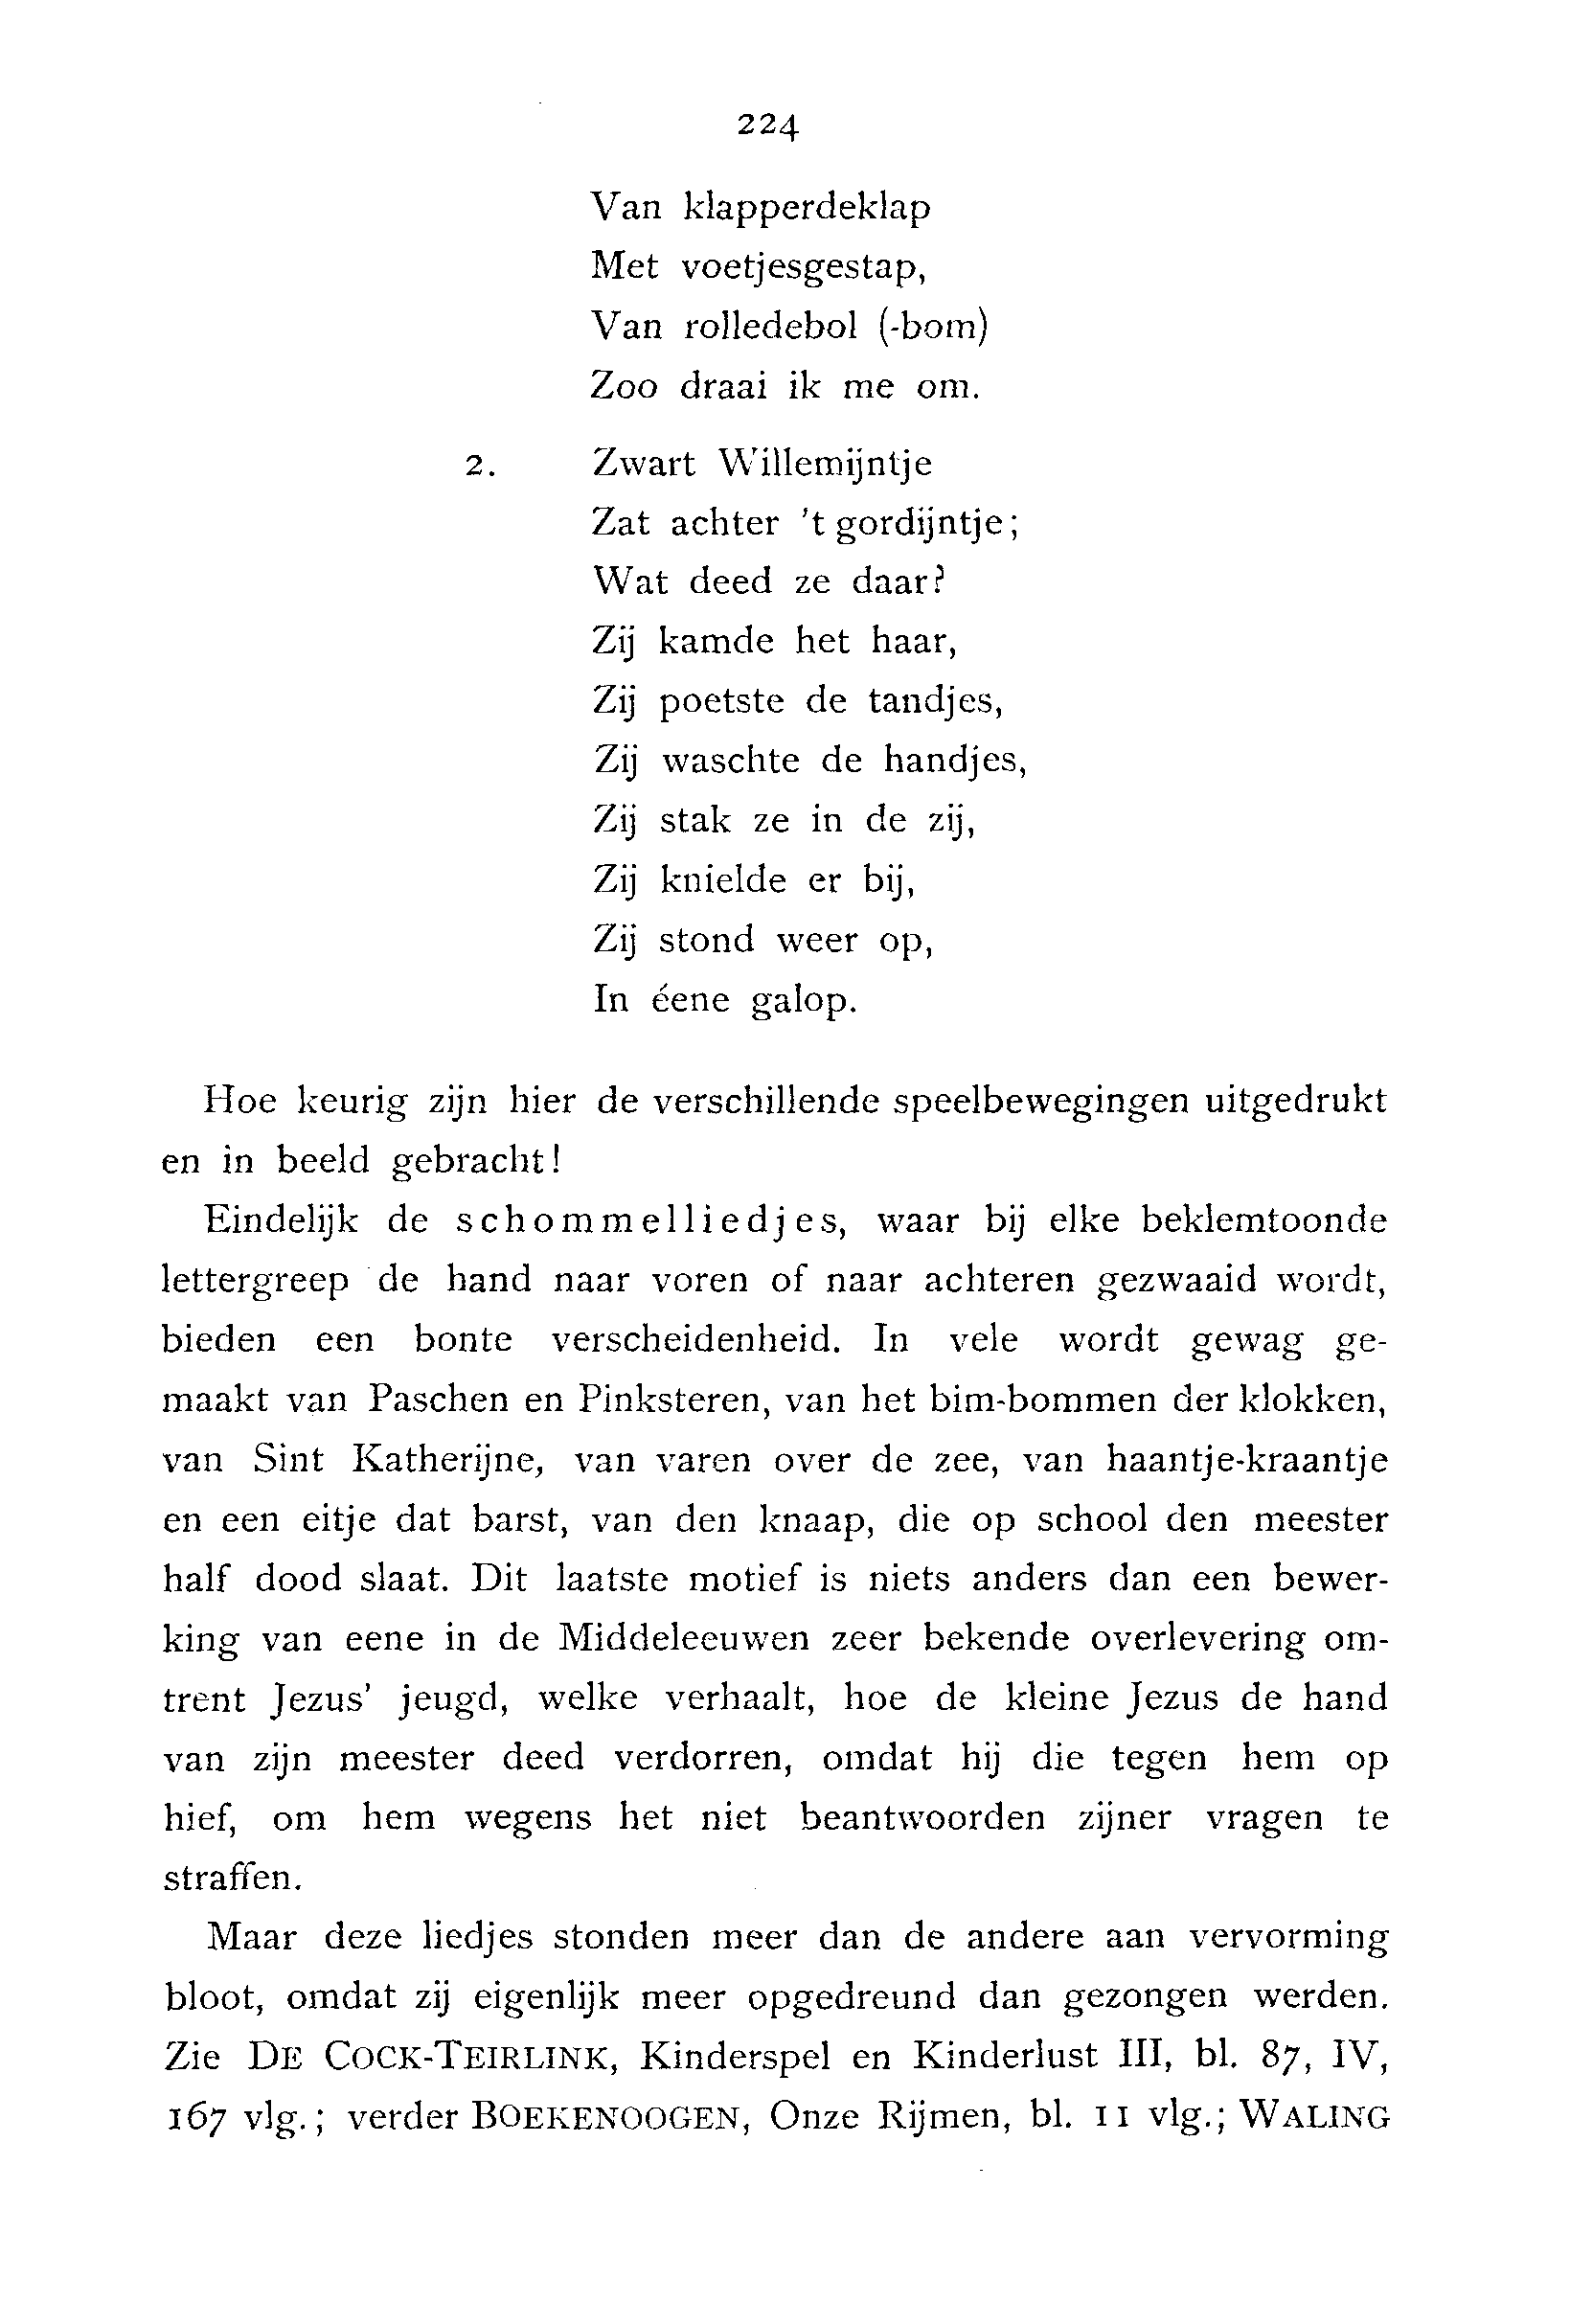 224
Van klapperdeklap
Met voetjesgestap,
Van rolledebol (-bom)
Zoo draai ik me om.
2. Zwart Willemijntje
Zat achter 't gordijntje;
Wat deed ze daar?
Zij kamde het haar,
Zij poetste de tandjes,
Zij waschte de handjes,
Zij stak ze in de zij,
Zij knielde er bij,
Zij stond weer op,
In éene galop.
Hoe keurig zijn hier de verschillende speelbewegingen uitgedrukt
en in beeld gebracht!
Eindelijk de schommelliedjes, waar bij elke beklemtoonde
lettergreep de hand naar voren of naar achteren gezwaaid wordt,
bieden een bonte verscheidenheid. In vele wordt gewag ge-
maakt van Paschen en Pinksteren, van het bim-bommen der klokken,
van Sint Katherijne, van varen over de zee, van haantje-kraantje
en een eitje dat barst, van den knaap, die op school den meester
half dood slaat. Dit laatste motief is niets anders dan een bewer-
king van eene in de Middeleeuwen zeer bekende overlevering om-
trent Jezus' jeugd, welke verhaalt, hoe de kleine Jezus de hand
van zijn meester deed verdorren, omdat hij die tegen hem op
hief, om hem wegens het niet beantwoorden zijner vragen te
straffen.
Maar deze liedjes stonden meer dan de andere aan vervorming
bloot, omdat zij eigenlijk meer opgedreund dan gezongen werden.
Zie DE COCK-TEIRLINK, Kinderspel en Kinderlust III, bl. 87, IV,
167 vlg.; verder BOEKENOOGEN, Onze Rijmen, bl. 11 vlg.; WALING